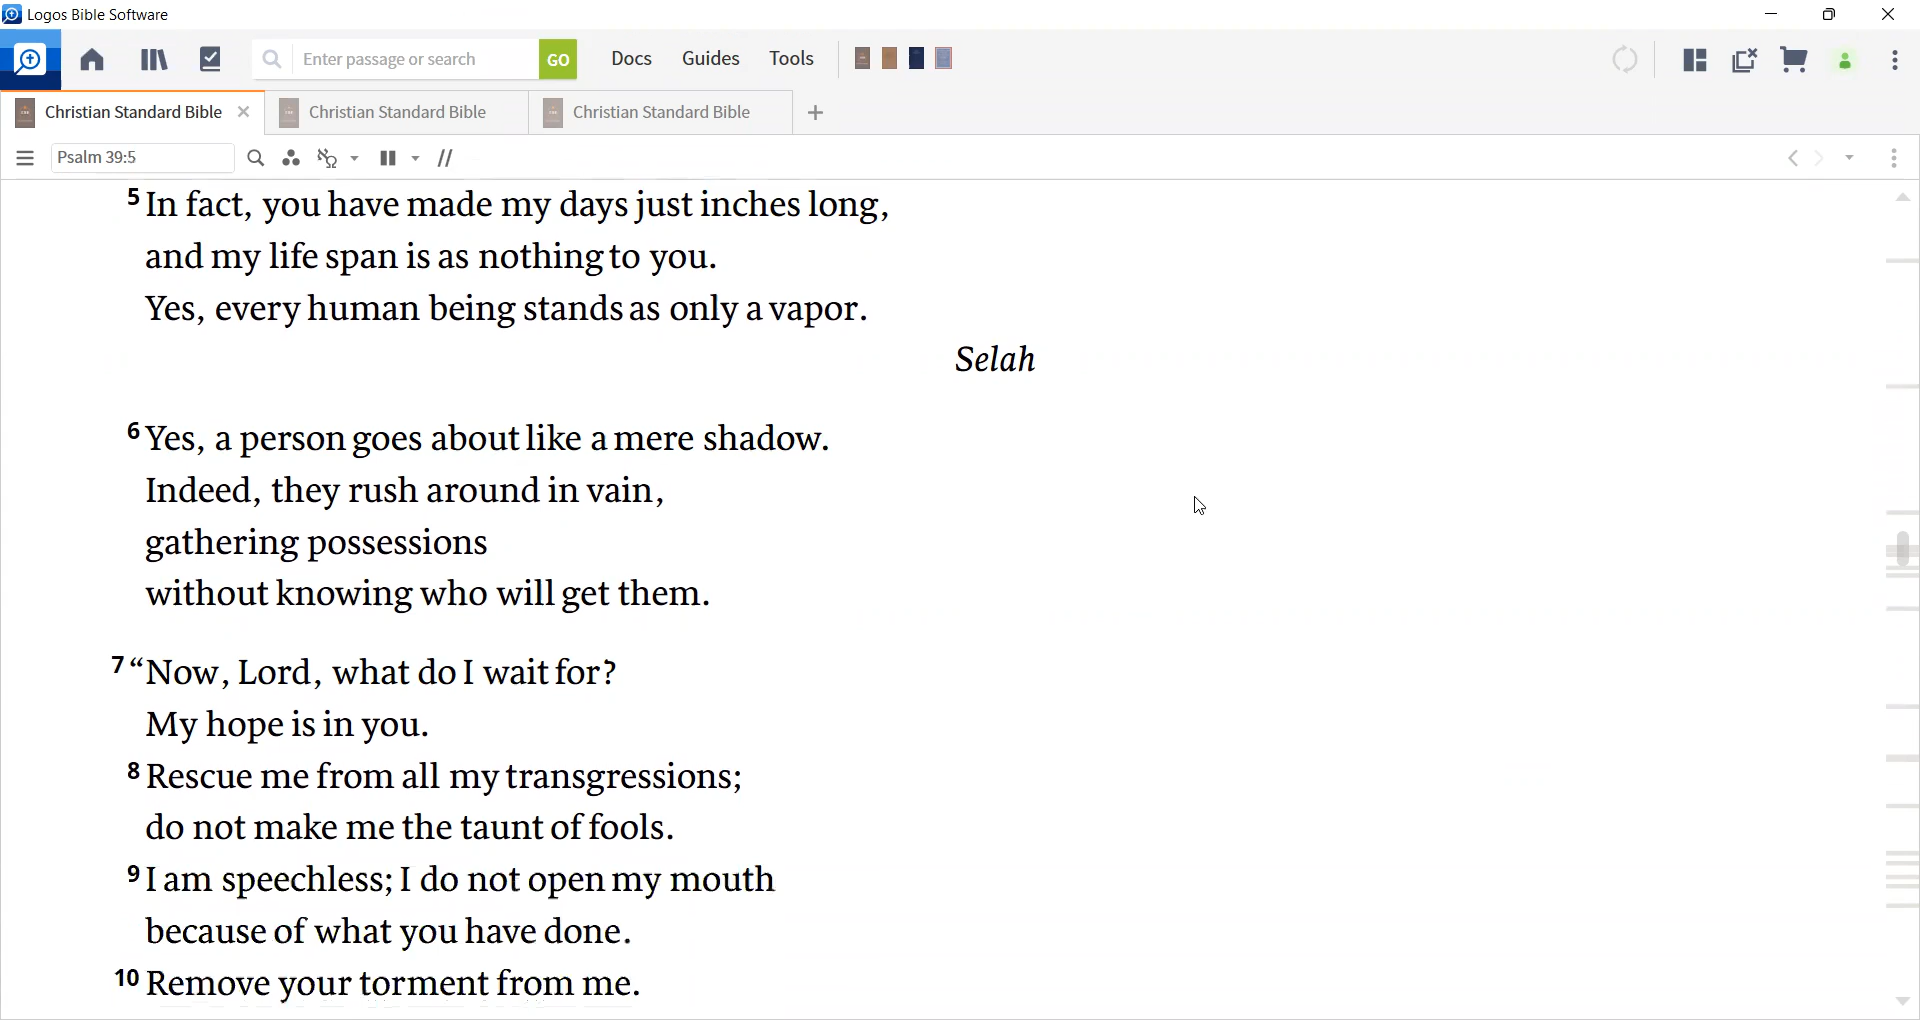 Logos Bible Software
Enter passage or search GO Docs Guides Tools
Christian Standard Bible Christian Standard Bible Christian Standard Bible
Psalm 39:5
5 In fact, you have made my days just inches long,
and my life span is as nothing to you.
Yes, every human being stands as only a vapor.
Selah
6 Yes, a person goes about like a mere shadow.
Indeed, they rush around in vain,
gathering possessions
without knowing who will get them.
7 “Now, Lord, what do I wait for?
My hope is in you.
8 Rescue me from all my transgressions;
do not make me the taunt of fools.
9 I am speechless; I do not open my mouth
because of what you have done.
10 Remove your torment from me.